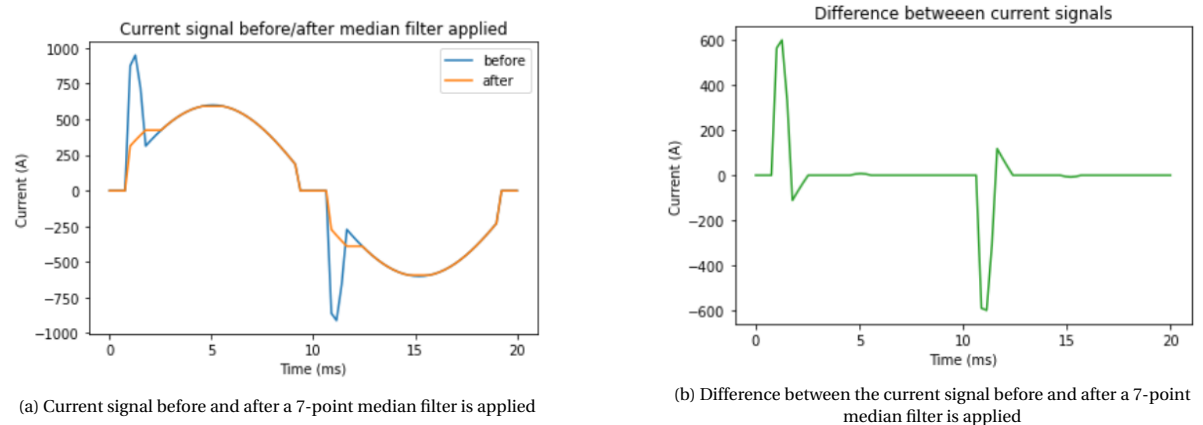 Current signal before/after median filter applied
1000
750
500
250
0
−250
−500
−750
−1000
Current (A)
before
after
0
5
10
15
20
Time (ms)
(a) Current signal before and after a 7-point median filter is applied
Difference betweeen current signals
600
400
200
0
−200
−400
−600
Current (A)
0
5
10
15
20
Time (ms)
(b) Difference between the current signal before and after a 7-point
median filter is applied